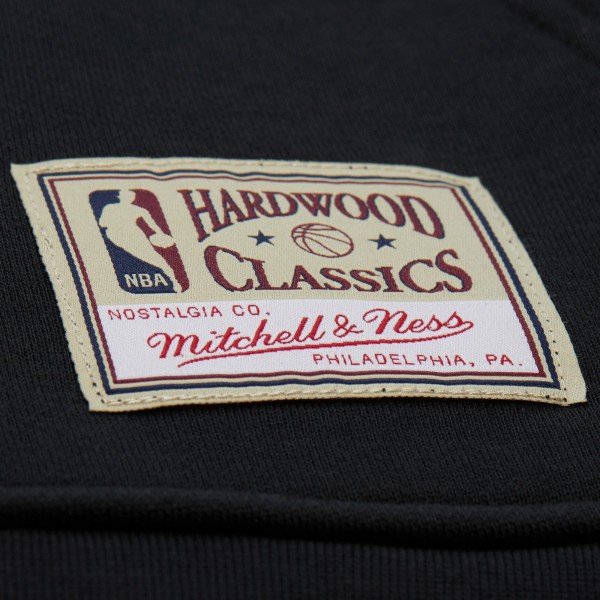 HARDWOOD
CLASSICS
NBA
NOSTALGIA CO.
Mitchell & Ness
PHILADELPHIA, PA.